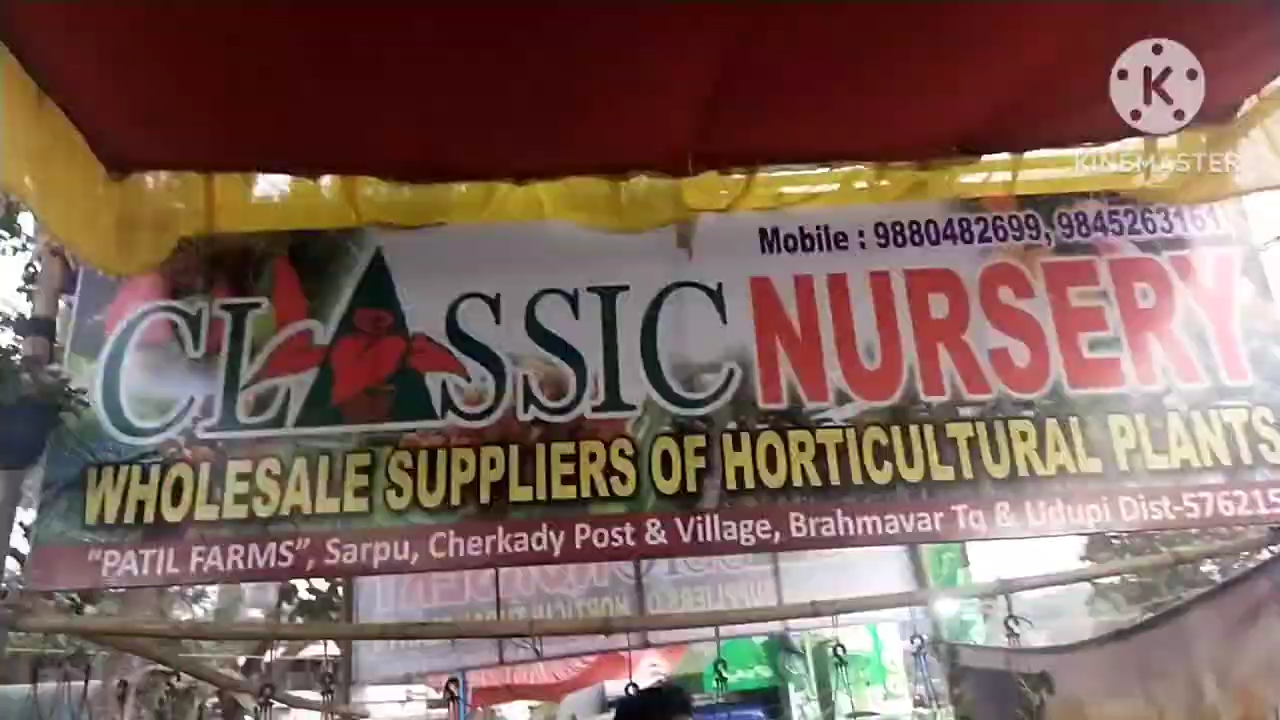 K
KINEMASTER
Mobile : 9880482699, 9845263161
CLASSIC NURSERY
WHOLESALE SUPPLIERS OF HORTICULTURAL PLANTS
"PATIL FARMS", Sarpu, Cherkady Post & Village, Brahmavar Tq & Udupi Dist-576215